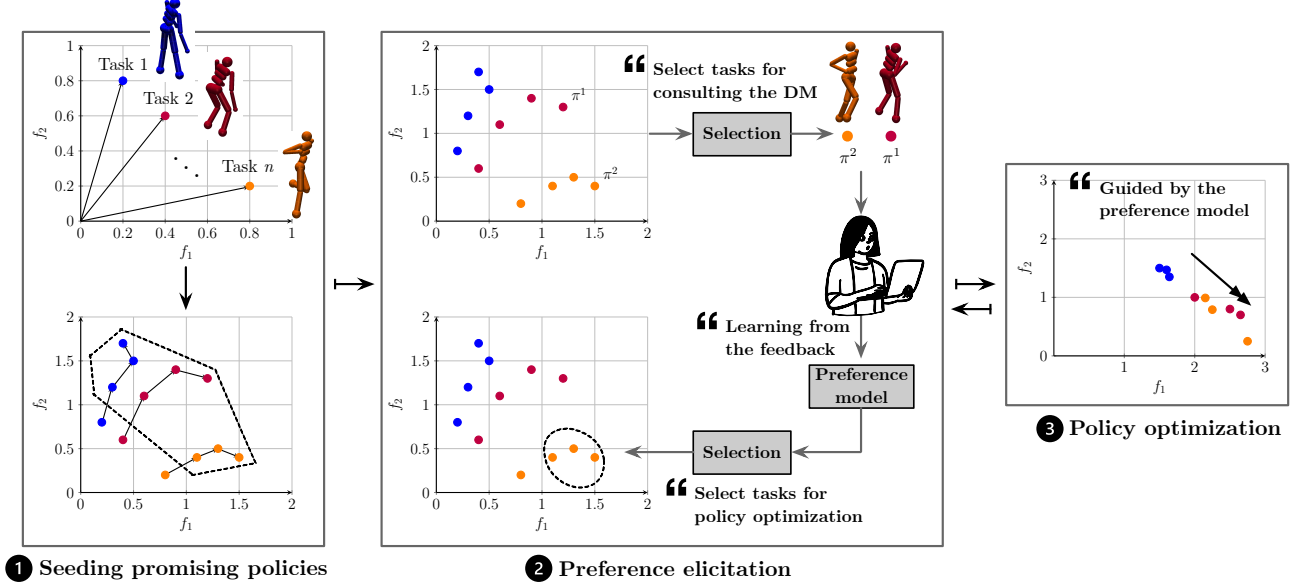 1
0.8
0.6
0.4
0.2
0
f₂
Task 1
Task 2
Task n
0
0.2
0.4
0.6
0.8
1
f₁
2
1.5
1
0.5
0
f₂
0
0.5
1
1.5
2
f₁
1 Seeding promising policies
2
1.5
1
0.5
0
f₂
π¹
π²
0
0.5
1
1.5
2
f₁
“ Select tasks for
consulting the DM
Selection
π² π¹
“ Learning from
the feedback
Preference
model
Selection
“ Select tasks for
policy optimization
2
1.5
1
0.5
0
f₂
0
0.5
1
1.5
2
f₁
2 Preference elicitation
“ Guided by the
preference model
3
2
1
0
f₂
1
2
3
f₁
3 Policy optimization